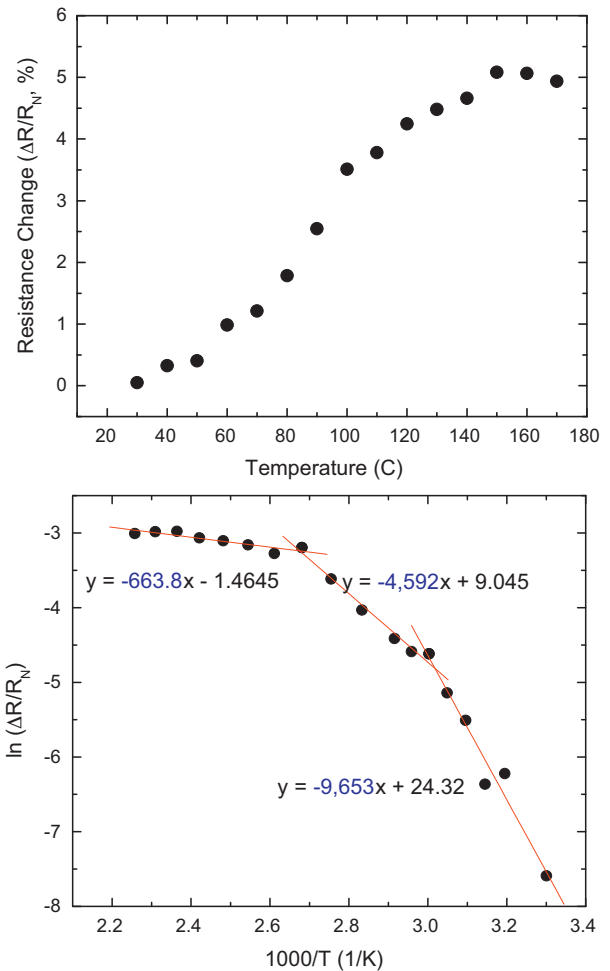 6
5
4
3
2
1
0
Resistance Change (ΔR/R_N, %)
20 40 60 80 100 120 140 160 180
Temperature (C)
-3
-4
-5
-6
-7
-8
ln (ΔR/R_N)
y = -663.8x - 1.4645
y = -4,592x + 9.045
y = -9,653x + 24.32
2.2 2.4 2.6 2.8 3.0 3.2 3.4
1000/T (1/K)